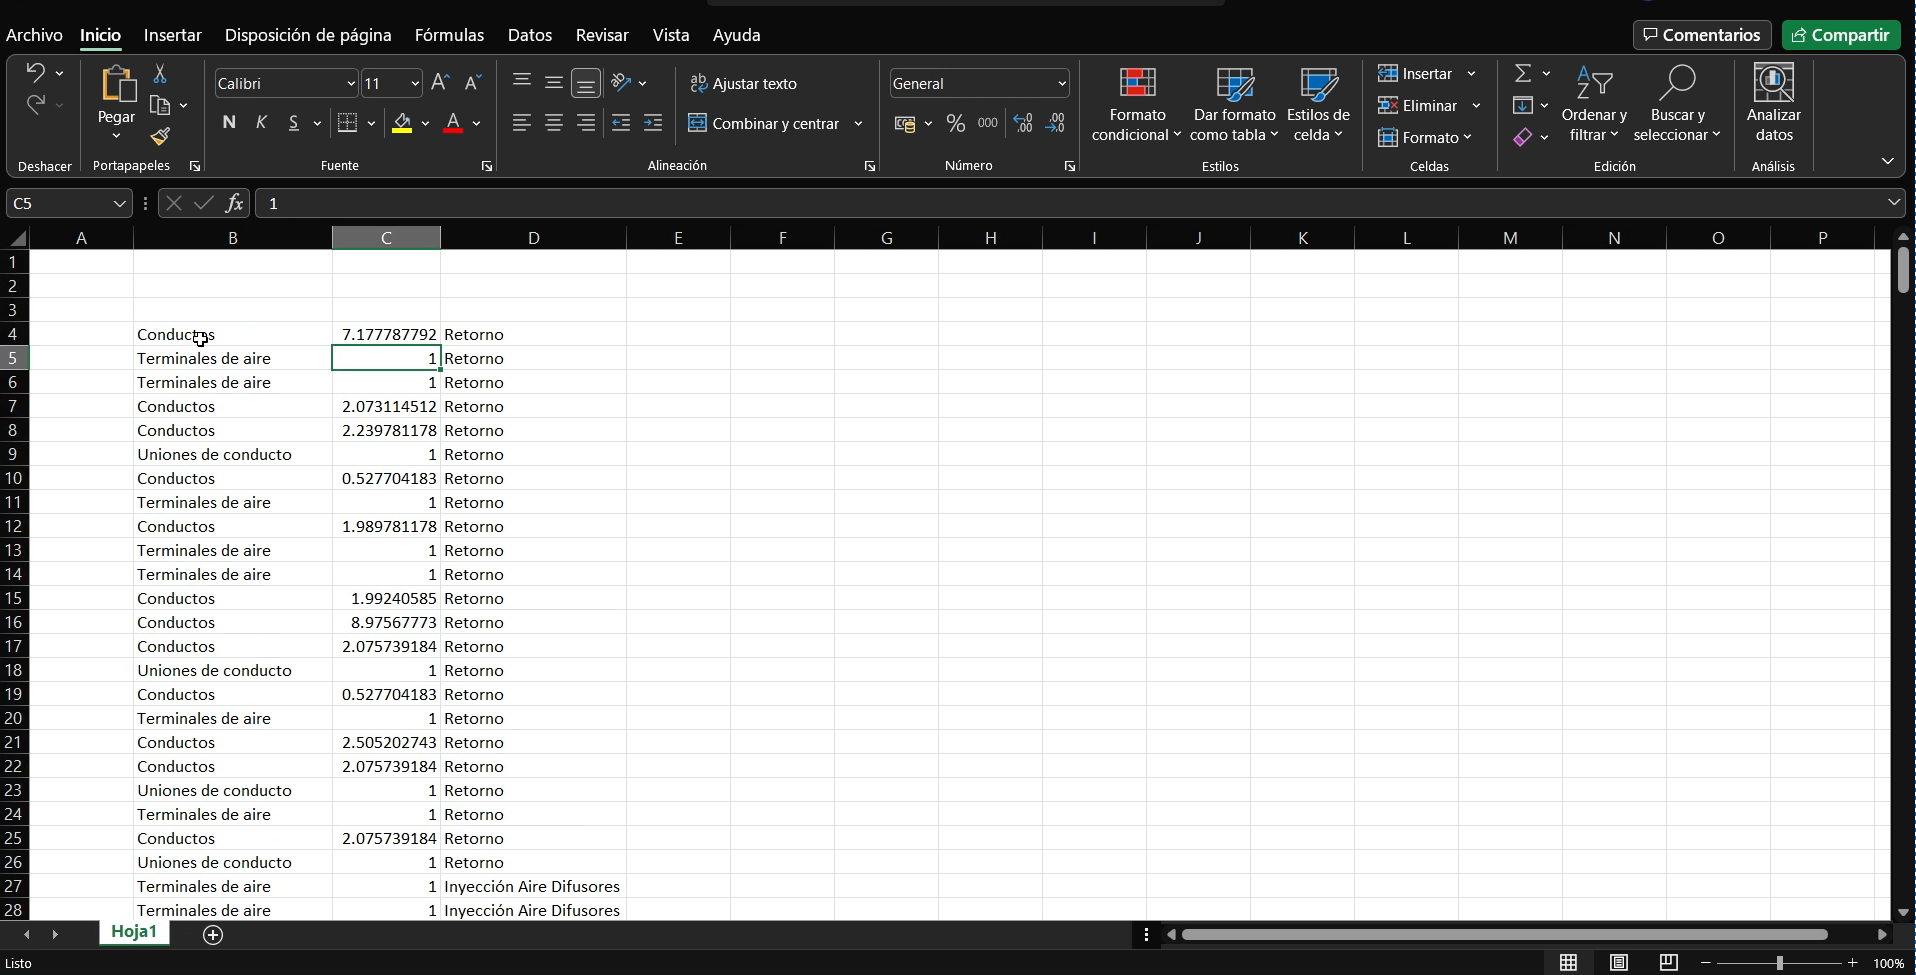 Archivo Inicio Insertar Disposición de página Fórmulas Datos Revisar Vista Ayuda Comentarios Compartir
Pegar
Calibri 11
N K S A
Ajustar texto
Combinar y centrar
General
% 000
Formato condicional
Dar formato como tabla
Estilos de celda
Insertar
Eliminar
Formato
Ordenar y filtrar
Buscar y seleccionar
Analizar datos
Deshacer Portapapeles Fuente Alineación Número Estilos Celdas Edición Análisis
C5 fx 1
A B C D E F G H I J K L M N O P
1
2
3
4 Conductos 7.177787792 Retorno
5 Terminales de aire 1 Retorno
6 Terminales de aire 1 Retorno
7 Conductos 2.073114512 Retorno
8 Conductos 2.239781178 Retorno
9 Uniones de conducto 1 Retorno
10 Conductos 0.527704183 Retorno
11 Terminales de aire 1 Retorno
12 Conductos 1.989781178 Retorno
13 Terminales de aire 1 Retorno
14 Terminales de aire 1 Retorno
15 Conductos 1.99240585 Retorno
16 Conductos 8.97567773 Retorno
17 Conductos 2.075739184 Retorno
18 Uniones de conducto 1 Retorno
19 Conductos 0.527704183 Retorno
20 Terminales de aire 1 Retorno
21 Conductos 2.505202743 Retorno
22 Conductos 2.075739184 Retorno
23 Uniones de conducto 1 Retorno
24 Terminales de aire 1 Retorno
25 Conductos 2.075739184 Retorno
26 Uniones de conducto 1 Retorno
27 Terminales de aire 1 Inyección Aire Difusores
28 Terminales de aire 1 Inyección Aire Difusores
Hoja1
Listo 100%